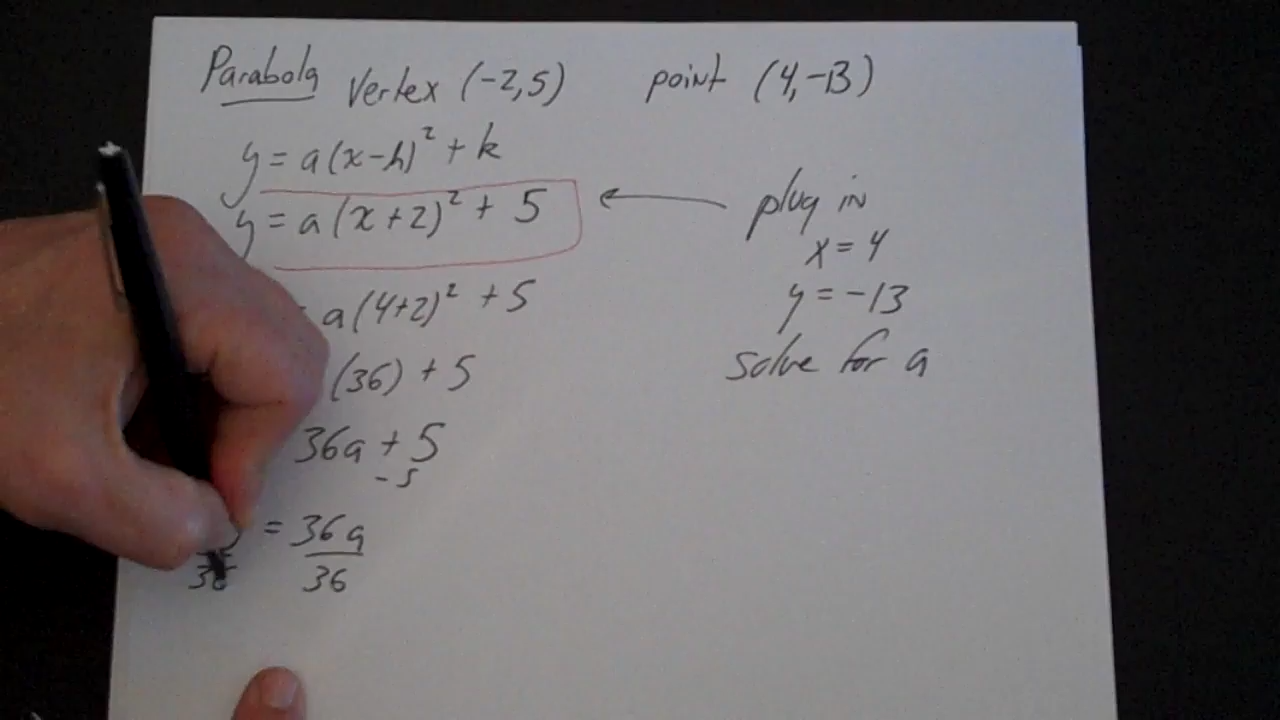 Parabola Vertex (-2,5) point (4,-13)
y = a(x-h)² + k
y = a(x+2)² + 5
plug in
x = 4
y = -13
solve for a
a(4+2)² + 5
(36) + 5
36a + 5
- 5
= 36a
36 36